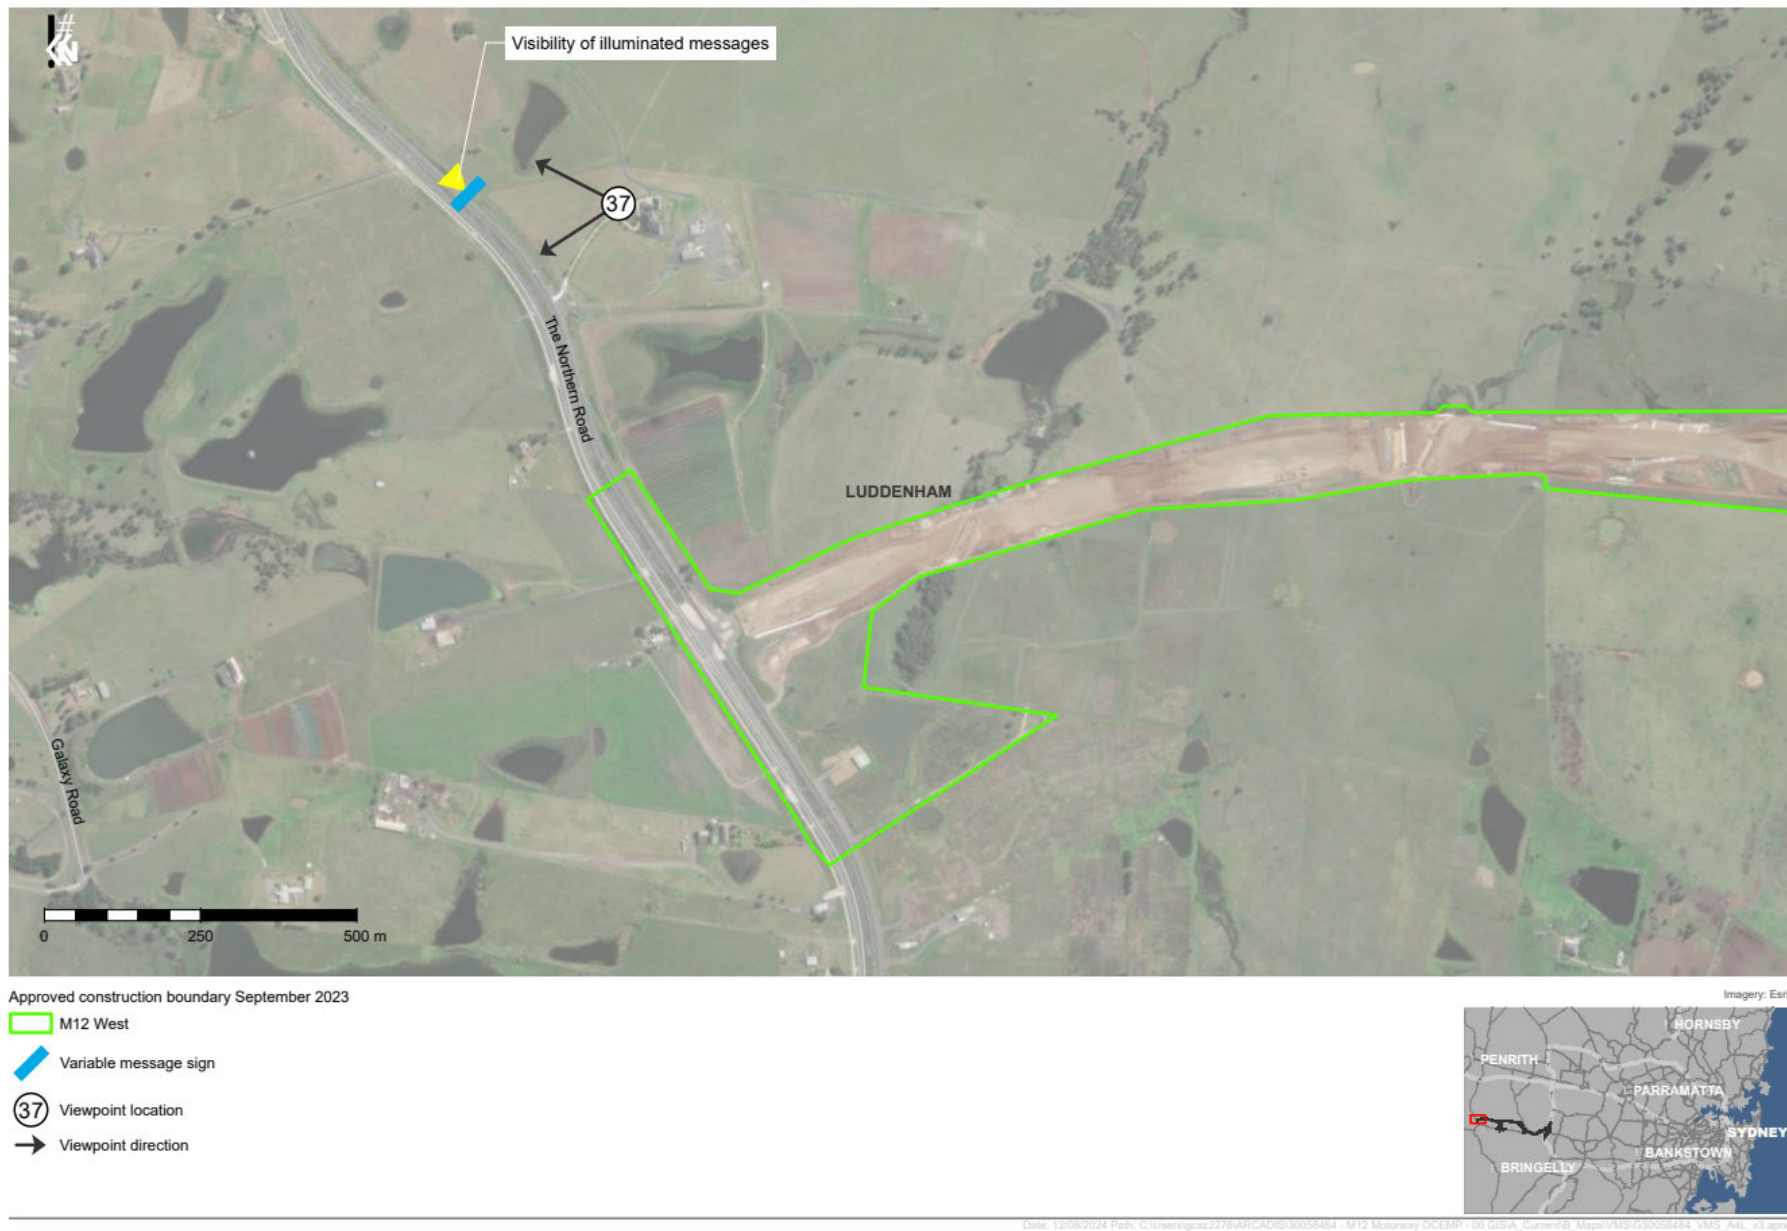 #
N
Visibility of illuminated messages
37
The Northern Road
LUDDENHAM
Galaxy Road
0 250 500 m
Approved construction boundary September 2023
M12 West
Variable message sign
37 Viewpoint location
Viewpoint direction
Imagery: Esri
HORNSBY
PENRITH
PARRAMATTA
SYDNEY
BANKSTOWN
BRINGELLY